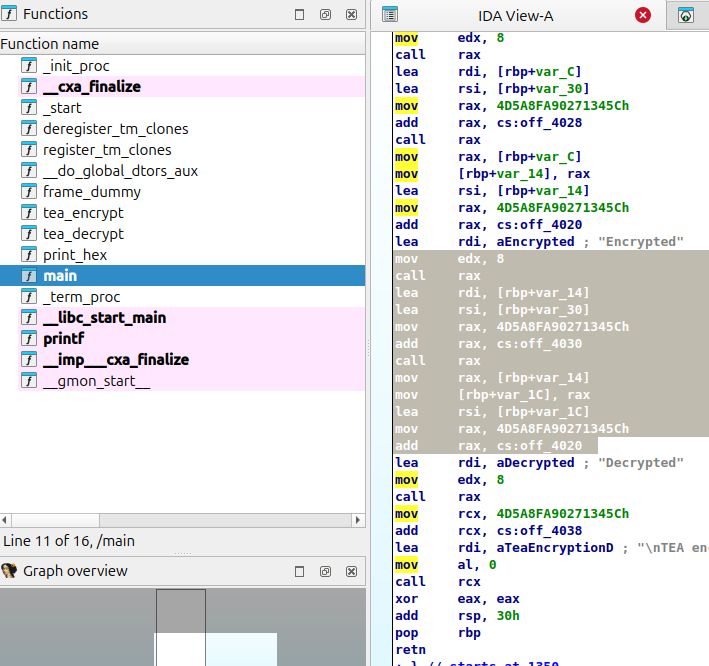 Functions
Function name
_init_proc
__cxa_finalize
_start
deregister_tm_clones
register_tm_clones
__do_global_dtors_aux
frame_dummy
tea_encrypt
tea_decrypt
print_hex
main
_term_proc
__libc_start_main
printf
__imp___cxa_finalize
__gmon_start__
Line 11 of 16, /main
Graph overview
IDA View-A
mov edx, 8
call rax
lea rdi, [rbp+var_C]
lea rsi, [rbp+var_30]
mov rax, 4D5A8FA90271345Ch
add rax, cs:off_4028
call rax
mov rax, [rbp+var_C]
mov [rbp+var_14], rax
lea rsi, [rbp+var_14]
mov rax, 4D5A8FA90271345Ch
add rax, cs:off_4020
lea rdi, aEncrypted ; "Encrypted"
mov edx, 8
call rax
lea rdi, [rbp+var_14]
lea rsi, [rbp+var_30]
mov rax, 4D5A8FA90271345Ch
add rax, cs:off_4030
call rax
mov rax, [rbp+var_14]
mov [rbp+var_1C], rax
lea rsi, [rbp+var_1C]
mov rax, 4D5A8FA90271345Ch
add rax, cs:off_4020
lea rdi, aDecrypted ; "Decrypted"
mov edx, 8
call rax
mov rcx, 4D5A8FA90271345Ch
add rcx, cs:off_4038
lea rdi, aTeaEncryptionD ; "\nTEA en
mov al, 0
call rcx
xor eax, eax
add rsp, 30h
pop rbp
retn
; } // starts at 1350